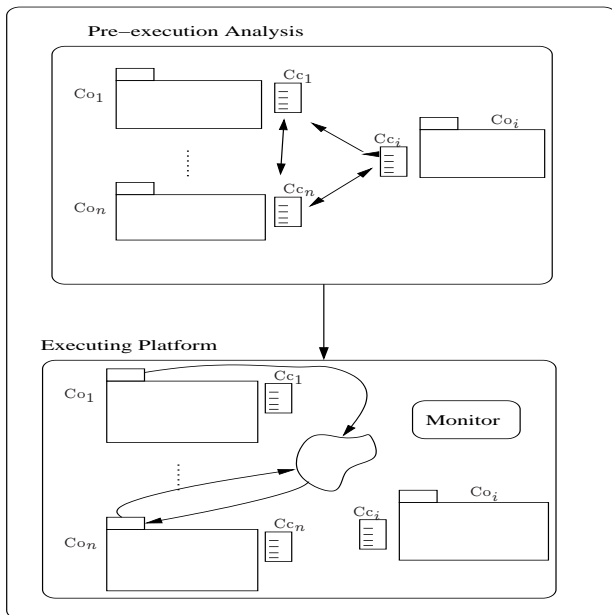 Pre−execution Analysis
Cc₁
Co₁
Coᵢ
Ccᵢ
Ccₙ
Coₙ
Executing Platform
Cc₁
Co₁
Monitor
Coᵢ
Ccₙ
Ccᵢ
Coₙ